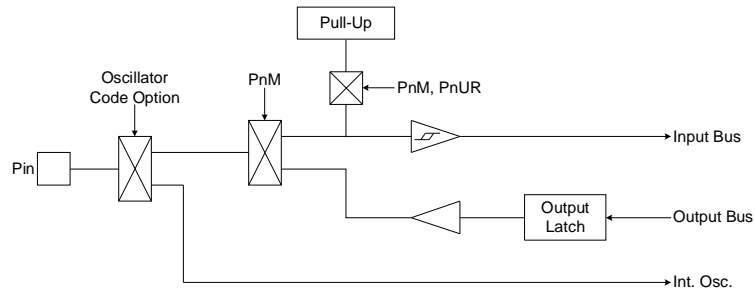 Pull-Up
Oscillator
Code Option
PnM
PnM, PnUR
Pin
Input Bus
Output
Latch
Output Bus
Int. Osc.